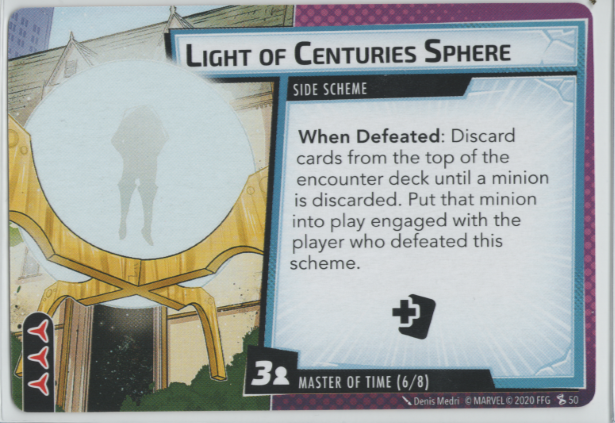 LIGHT OF CENTURIES SPHERE
SIDE SCHEME
When Defeated: Discard
cards from the top of the
encounter deck until a minion
is discarded. Put that minion
into play engaged with the
player who defeated this
scheme.
3
MASTER OF TIME (6/8)
Denis Medri © MARVEL © 2020 FFG 50